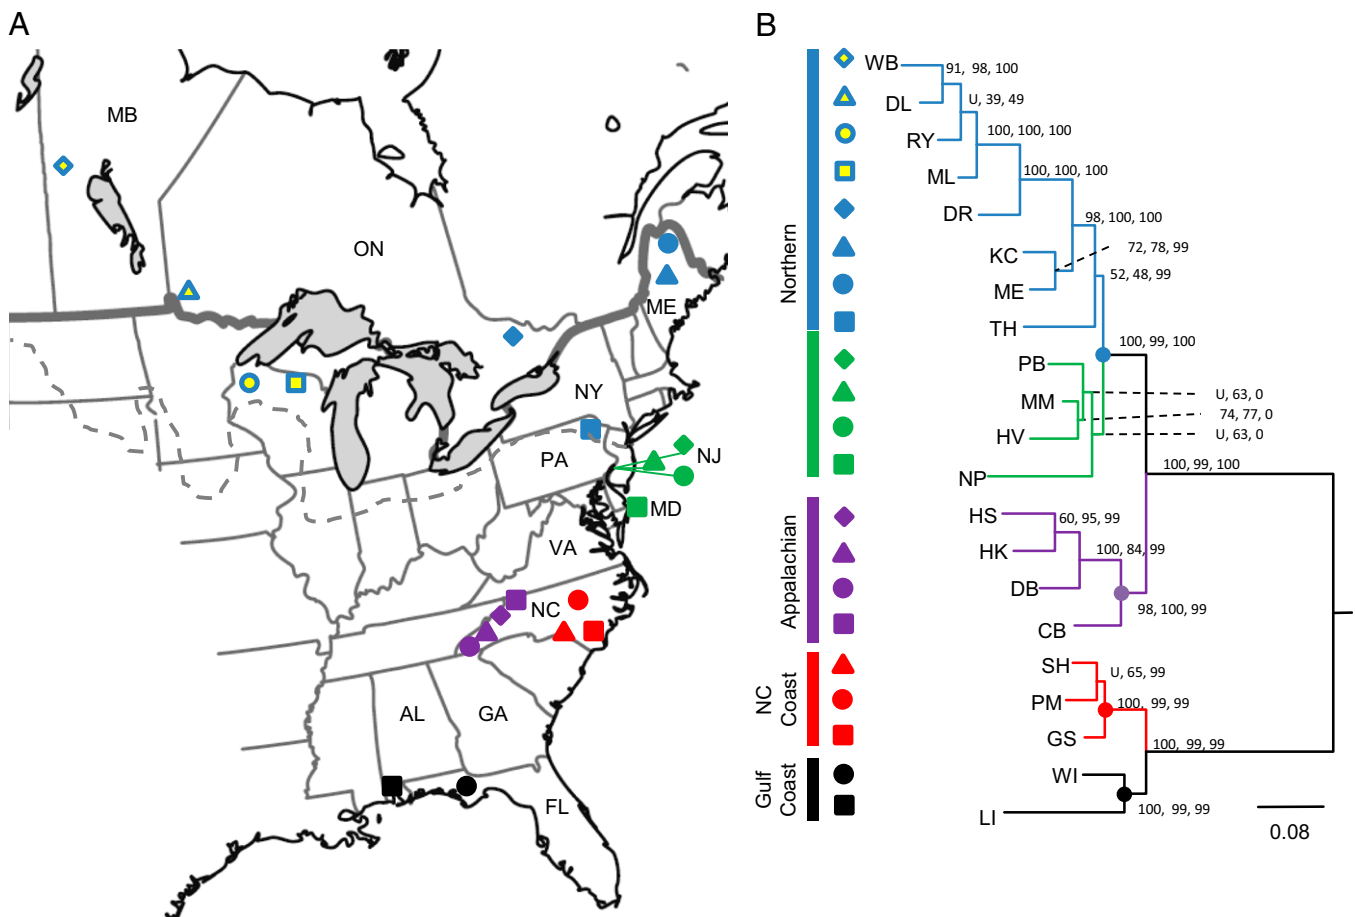 A
MB
ON
ME
NY
PA
NJ
MD
VA
NC
AL
GA
FL
B
Northern
Appalachian
NC
Coast
Gulf
Coast
WB
91, 98, 100
DL
U, 39, 49
RY
100, 100, 100
ML
100, 100, 100
DR
98, 100, 100
KC
72, 78, 99
ME
52, 48, 99
TH
100, 99, 100
PB
U, 63, 0
MM
74, 77, 0
HV
U, 63, 0
100, 99, 100
NP
HS
60, 95, 99
HK
100, 84, 99
DB
98, 100, 99
CB
SH
U, 65, 99
PM
100, 99, 99
GS
100, 99, 99
WI
100, 99, 99
LI
0.08